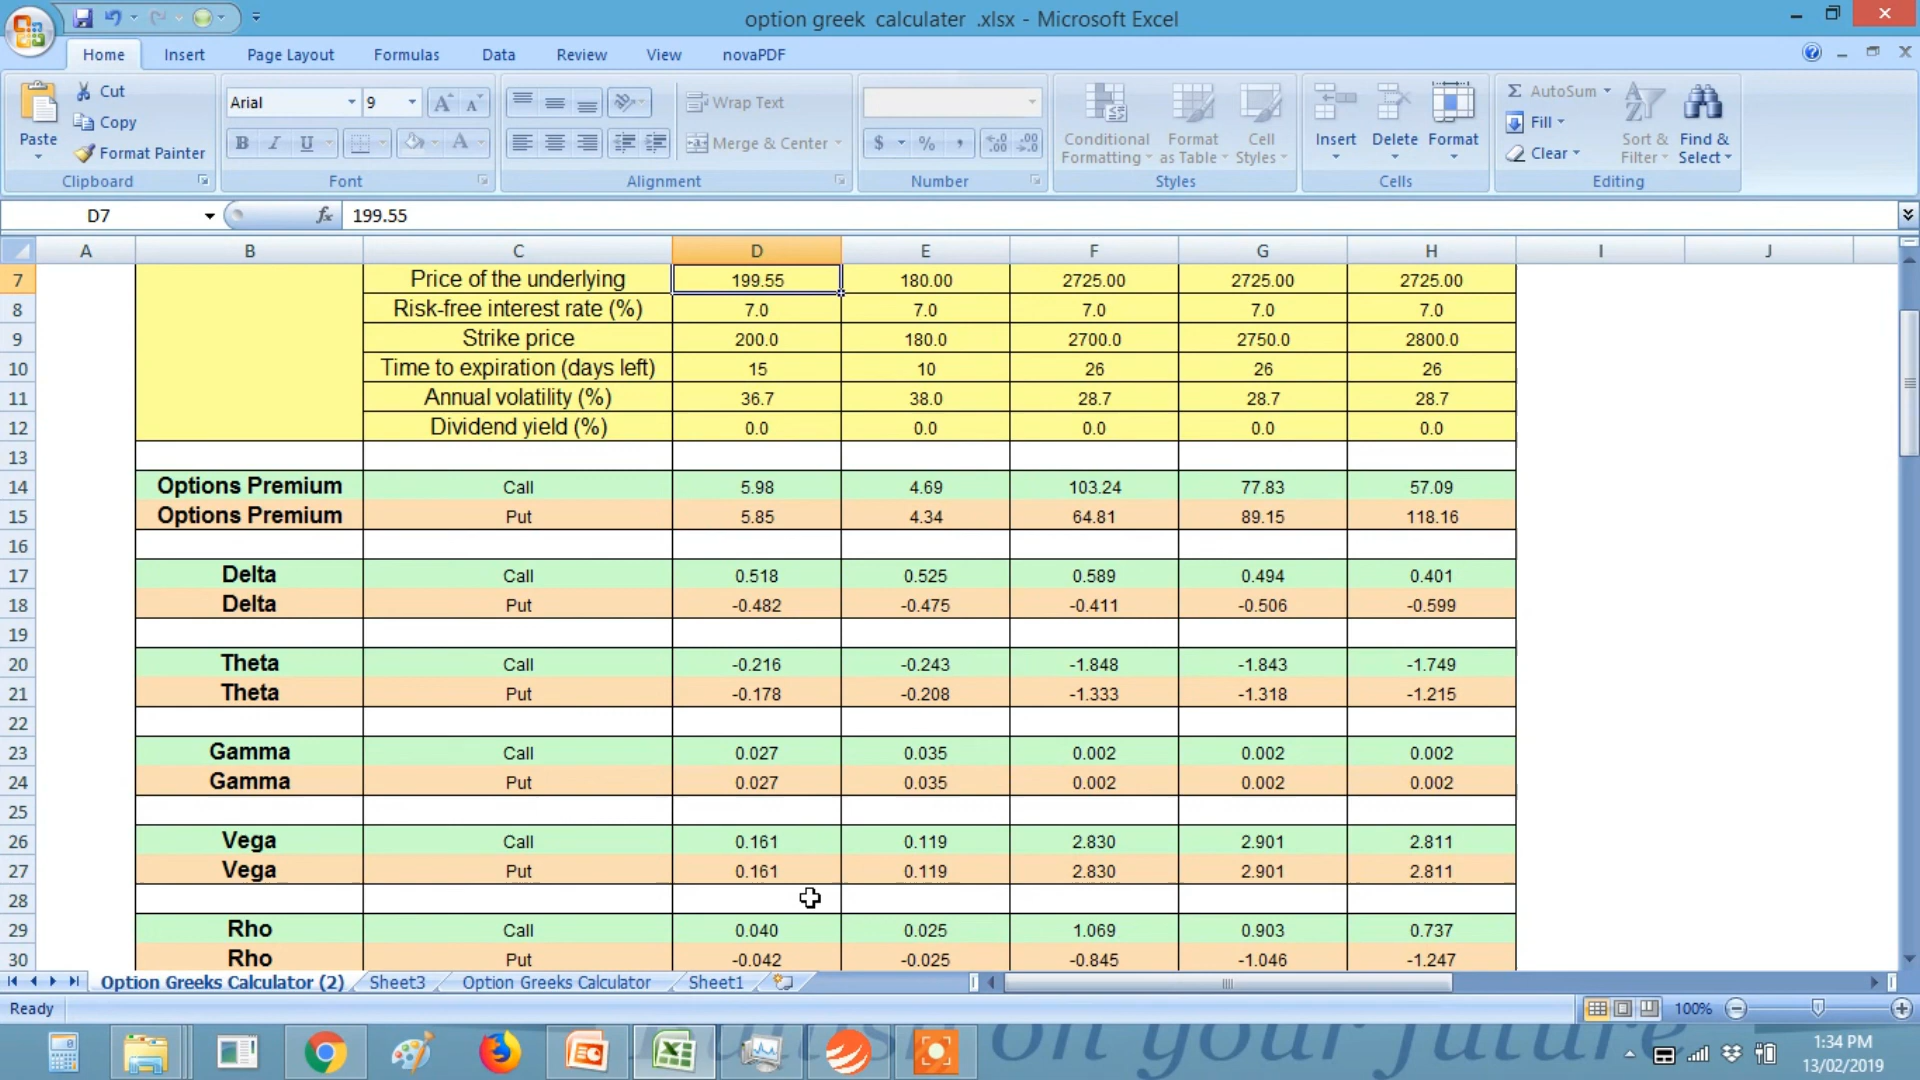 option greek calculater .xlsx - Microsoft Excel
Home Insert Page Layout Formulas Data Review View novaPDF
Paste
Cut
Copy
Format Painter
Clipboard
Arial 9
B I U
Font
Wrap Text
Merge & Center
Alignment
$ % ,
Number
Conditional Formatting
Format as Table
Cell Styles
Styles
Insert Delete Format
Cells
Σ AutoSum
Fill
Clear
Sort & Filter
Find & Select
Editing
D7 fx 199.55
A B C D E F G H I J
7 Price of the underlying 199.55 180.00 2725.00 2725.00 2725.00
8 Risk-free interest rate (%) 7.0 7.0 7.0 7.0 7.0
9 Strike price 200.0 180.0 2700.0 2750.0 2800.0
10 Time to expiration (days left) 15 10 26 26 26
11 Annual volatility (%) 36.7 38.0 28.7 28.7 28.7
12 Dividend yield (%) 0.0 0.0 0.0 0.0 0.0
13
14 Options Premium Call 5.98 4.69 103.24 77.83 57.09
15 Options Premium Put 5.85 4.34 64.81 89.15 118.16
16
17 Delta Call 0.518 0.525 0.589 0.494 0.401
18 Delta Put -0.482 -0.475 -0.411 -0.506 -0.599
19
20 Theta Call -0.216 -0.243 -1.848 -1.843 -1.749
21 Theta Put -0.178 -0.208 -1.333 -1.318 -1.215
22
23 Gamma Call 0.027 0.035 0.002 0.002 0.002
24 Gamma Put 0.027 0.035 0.002 0.002 0.002
25
26 Vega Call 0.161 0.119 2.830 2.901 2.811
27 Vega Put 0.161 0.119 2.830 2.901 2.811
28
29 Rho Call 0.040 0.025 1.069 0.903 0.737
30 Rho Put -0.042 -0.025 -0.845 -1.046 -1.247
Option Greeks Calculator (2) Sheet3 Option Greeks Calculator Sheet1
Ready 100%
on your future
1:34 PM
13/02/2019